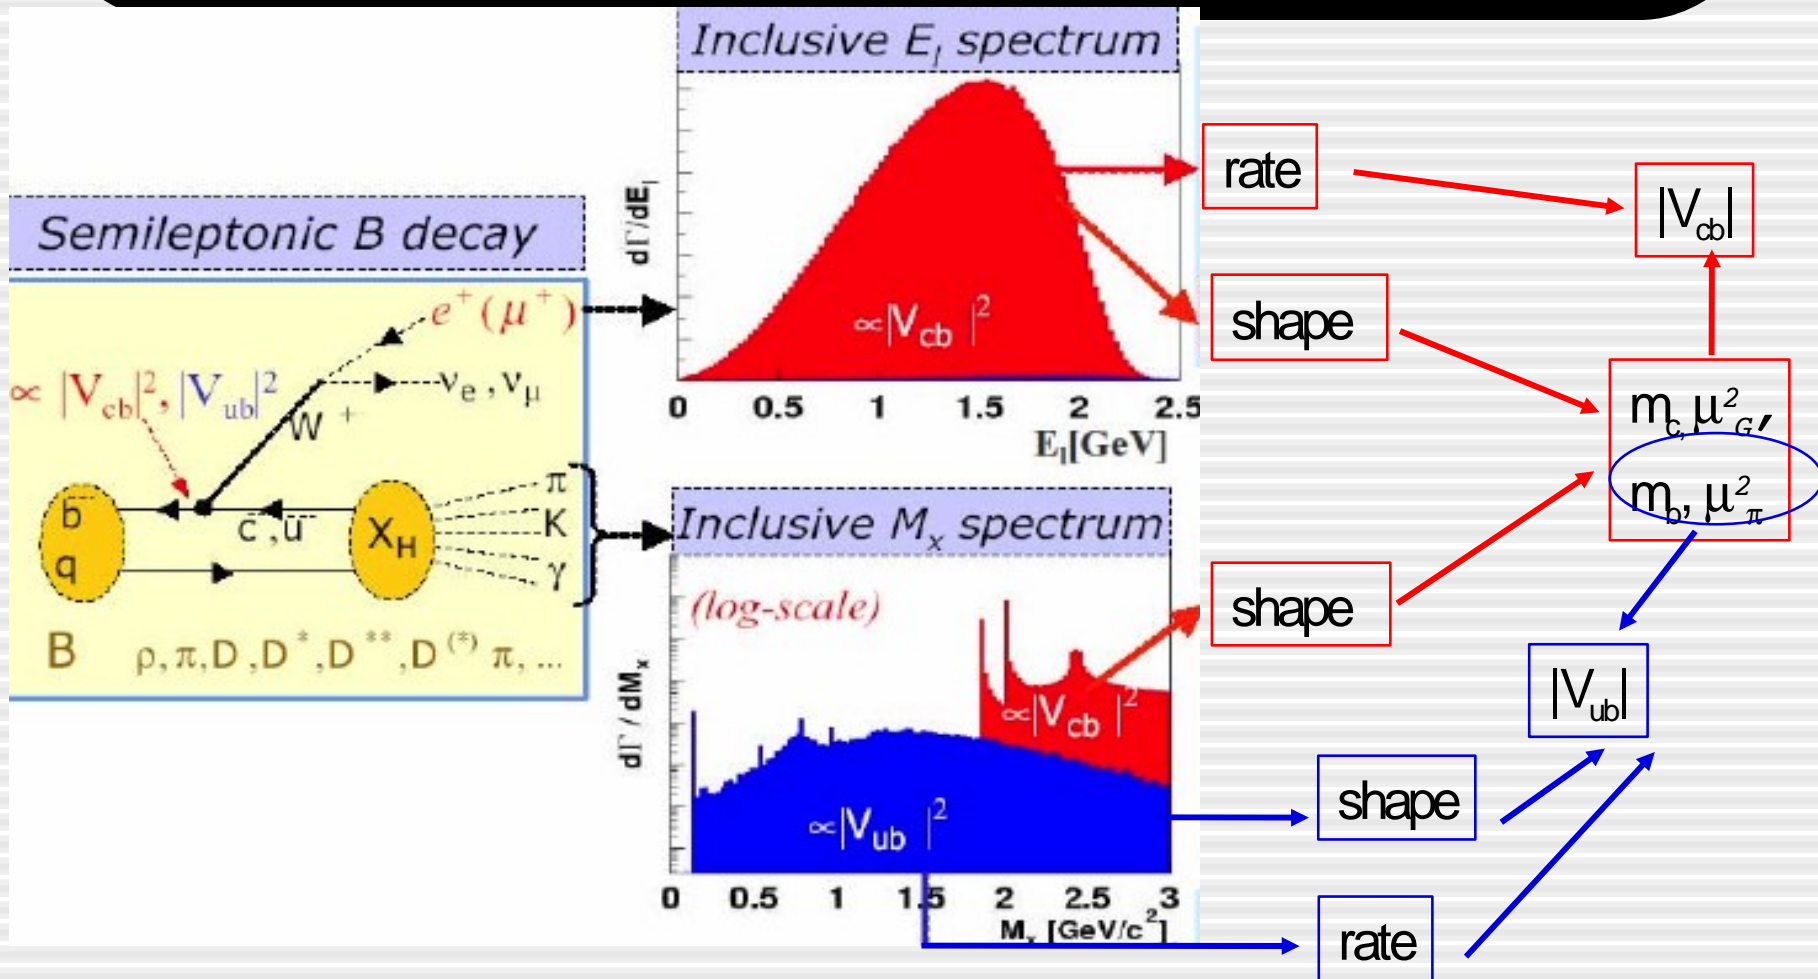 Inclusive E_l spectrum
dΓ/dE_l
∝|V_cb|²
0 0.5 1 1.5 2 2.5
E_l[GeV]
Semileptonic B decay
e⁺(μ⁺)
∝ |V_cb|², |V_ub|²
ν_e, ν_μ
W⁺
b̄
c̄, ū
q
X_H
π
K
γ
B ρ, π, D, D*, D**, D(*) π, ...
Inclusive M_x spectrum
(log-scale)
dΓ / dM_x
∝|V_cb|²
∝|V_ub|²
0 0.5 1 1.5 2 2.5 3
M_x [GeV/c²]
rate
|V_cb|
shape
m_c, μ²_G,
m_b, μ²_π
shape
|V_ub|
shape
rate